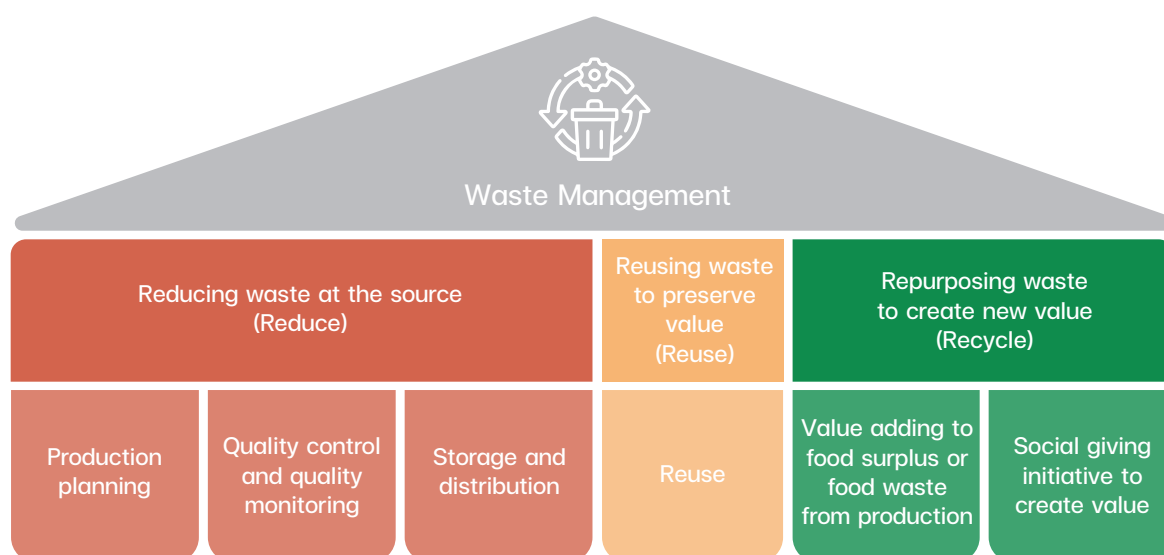 Waste Management
Reducing waste at the source
(Reduce)
Reusing waste
to preserve
value
(Reuse)
Repurposing waste
to create new value
(Recycle)
Production
planning
Quality control
and quality
monitoring
Storage and
distribution
Reuse
Value adding to
food surplus or
food waste
from production
Social giving
initiative to
create value